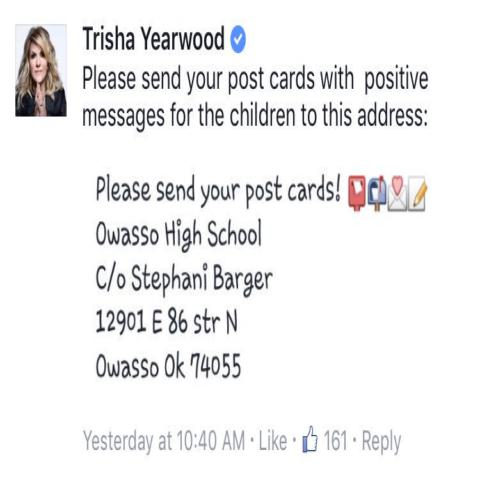 Trisha Yearwood
Please send your post cards with positive
messages for the children to this address:
Please send your post cards!
Owasso High School
C/o Stephani Barger
12901 E 86 str N
Owasso Ok 74055
Yesterday at 10:40 AM · Like · 161 · Reply